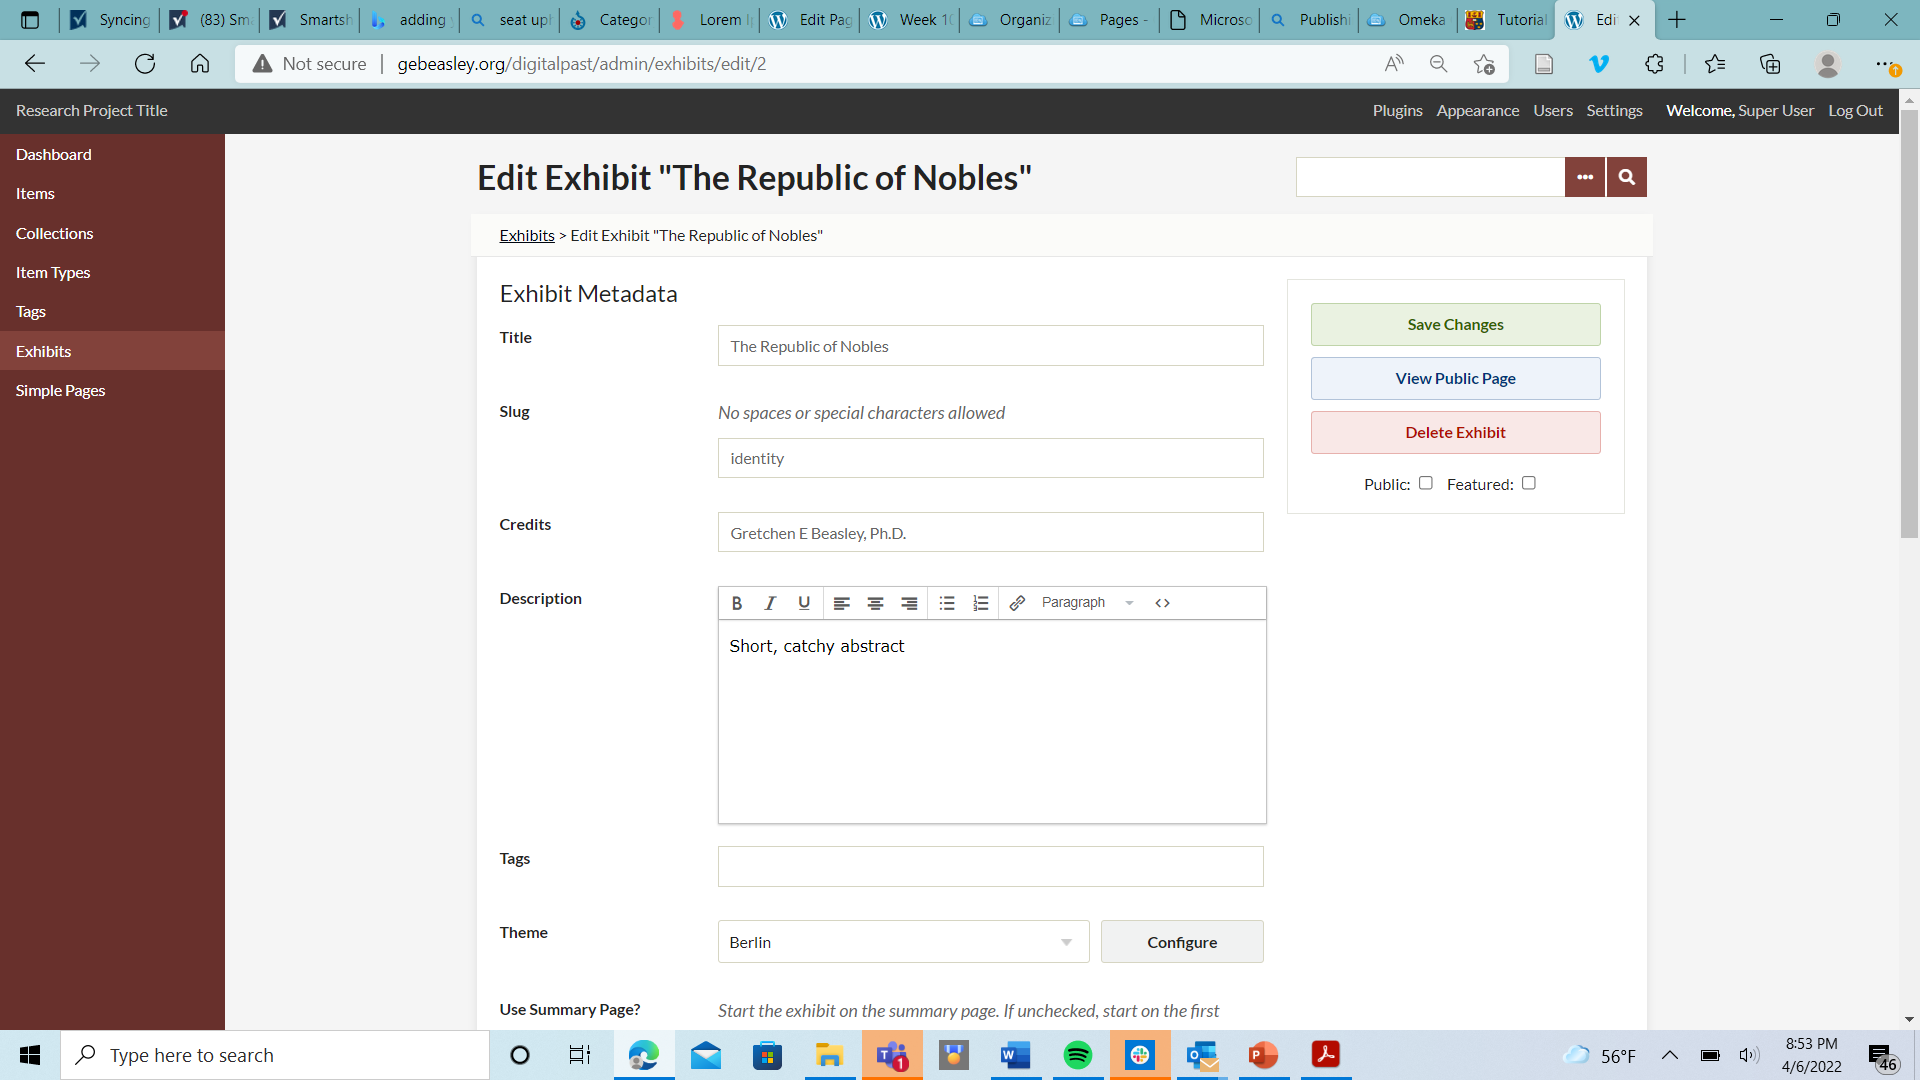 Syncing
(83) Sm
Smartsh
adding
seat uph
Categor
Lorem I
Edit Pag
Week 10
Organiz
Pages -
Microso
Publishi
Omeka
Tutorial
Edi
Not secure
gebeasley.org/digitalpast/admin/exhibits/edit/2
Research Project Title
Plugins Appearance Users Settings Welcome, Super User Log Out
Dashboard
Items
Collections
Item Types
Tags
Exhibits
Simple Pages
Edit Exhibit "The Republic of Nobles"
Exhibits > Edit Exhibit "The Republic of Nobles"
Exhibit Metadata
Title
The Republic of Nobles
Slug
No spaces or special characters allowed
identity
Credits
Gretchen E Beasley, Ph.D.
Description
B I U Paragraph <>
Short, catchy abstract
Tags
Theme
Berlin
Configure
Use Summary Page?
Start the exhibit on the summary page. If unchecked, start on the first
Save Changes
View Public Page
Delete Exhibit
Public: Featured:
Type here to search
1
56°F
8:53 PM
4/6/2022
46